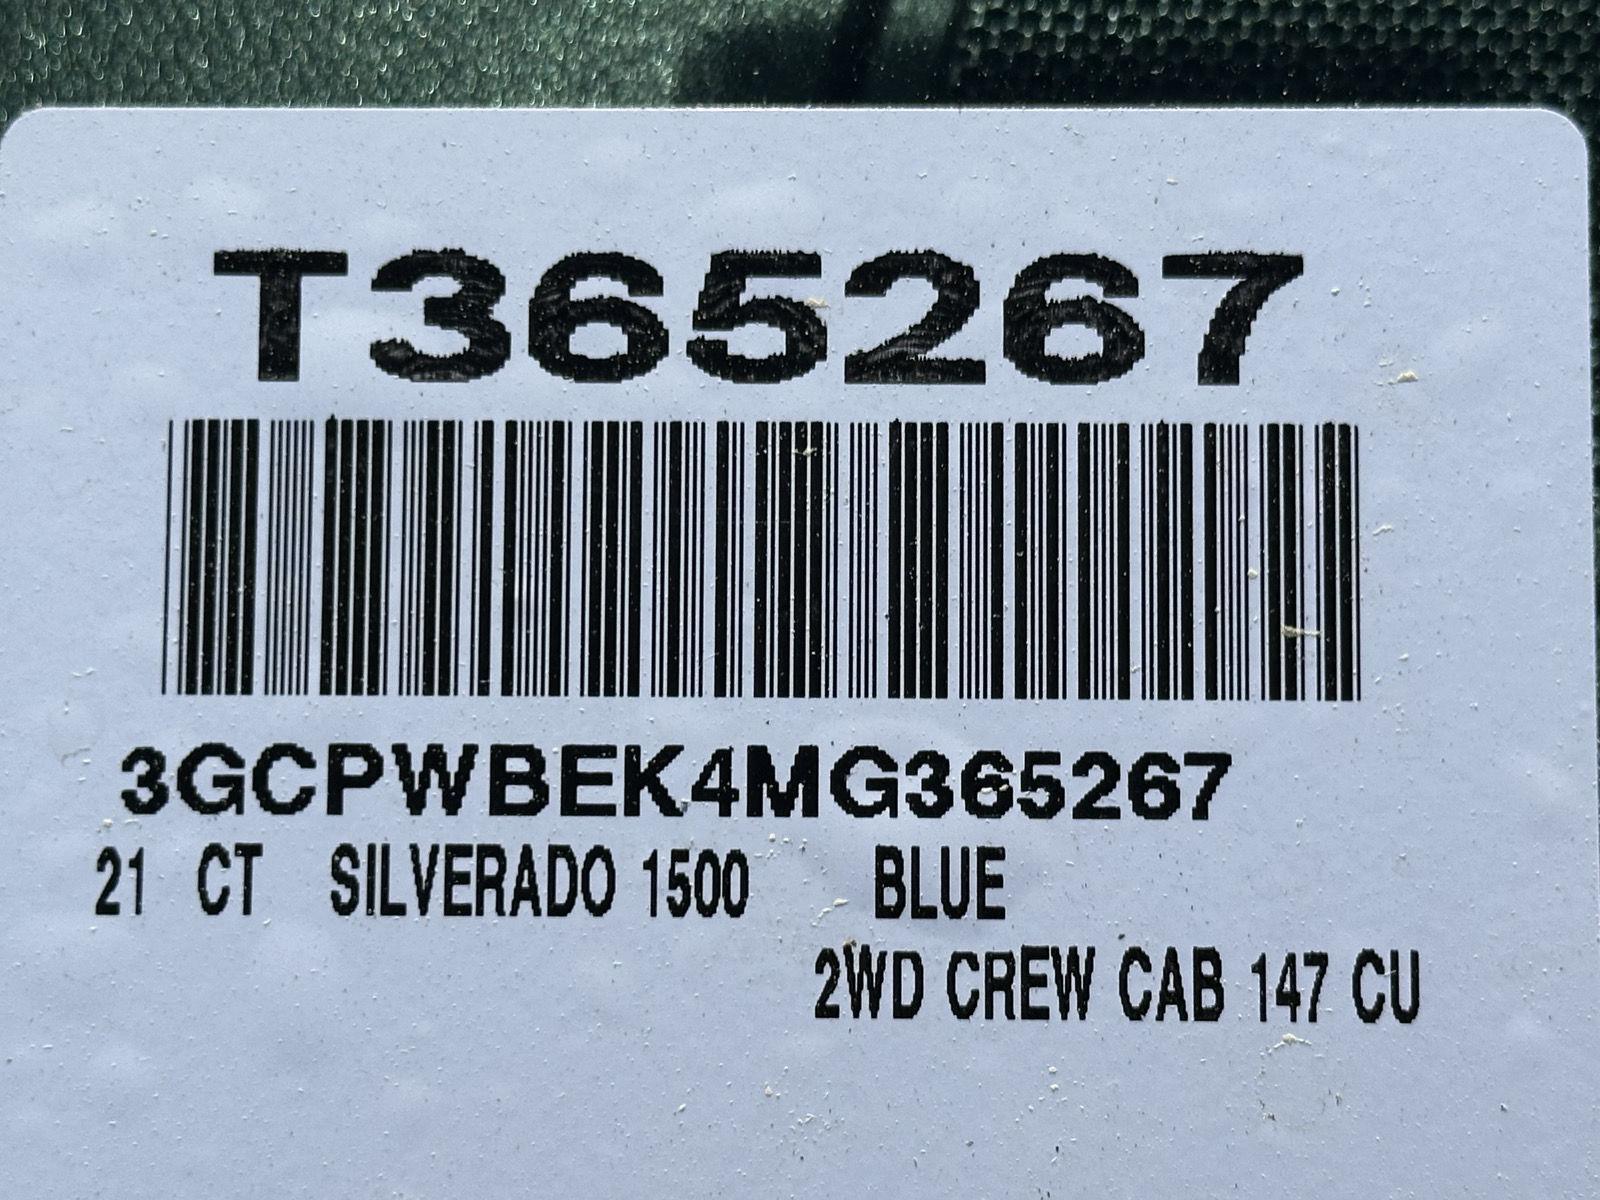 T365267
3GCPWBEK4MG365267
21 CT SILVERADO 1500 BLUE
2WD CREW CAB 147 CU